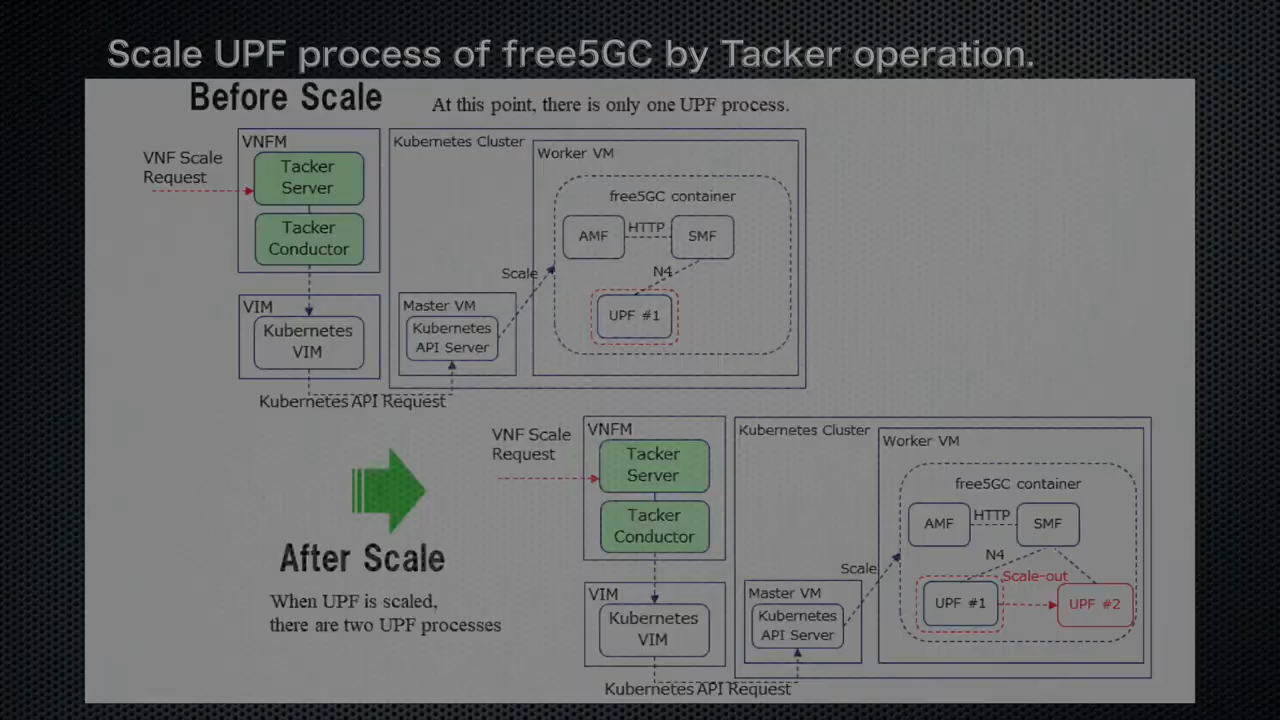 Scale UPF process of free5GC by Tacker operation.
Before Scale
At this point, there is only one UPF process.
VNF Scale
Request
VNFM
Tacker
Server
Tacker
Conductor
VIM
Kubernetes
VIM
Kubernetes API Request
Kubernetes Cluster
Master VM
Kubernetes
API Server
Scale
Worker VM
free5GC container
AMF
HTTP
SMF
N4
UPF #1
After Scale
When UPF is scaled,
there are two UPF processes
VNF Scale
Request
VNFM
Tacker
Server
Tacker
Conductor
VIM
Kubernetes
VIM
Kubernetes API Request
Kubernetes Cluster
Master VM
Kubernetes
API Server
Scale
Worker VM
free5GC container
AMF
HTTP
SMF
N4
Scale-out
UPF #1
UPF #2